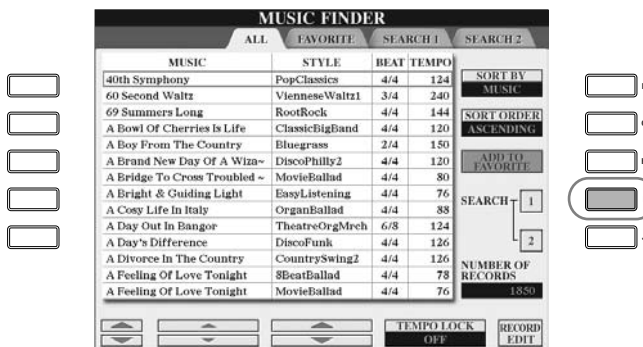 MUSIC FINDER
ALL FAVORITE SEARCH 1 SEARCH 2
MUSIC STYLE BEAT TEMPO
40th Symphony PopClassics 4/4 124
60 Second Waltz VienneseWaltz1 3/4 240
69 Summers Long RootRock 4/4 144
A Bowl Of Cherries Is Life ClassicBigBand 4/4 120
A Boy From The Country Bluegrass 2/4 150
A Brand New Day Of A Wiza~ DiscoPhilly2 4/4 120
A Bridge To Cross Troubled ~ MovieBallad 4/4 80
A Bright & Guiding Light EasyListening 4/4 76
A Cosy Life In Italy OrganBallad 4/4 88
A Day Out In Bangor TheatreOrgMrch 6/8 124
A Day's Difference DiscoFunk 4/4 126
A Divorce In The Country CountrySwing2 4/4 126
A Feeling Of Love Tonight 8BeatBallad 4/4 78
A Feeling Of Love Tonight MovieBallad 4/4 76
SORT BY
MUSIC
SORT ORDER
ASCENDING
ADD TO
FAVORITE
SEARCH 1
2
NUMBER OF
RECORDS
1850
TEMPO LOCK
OFF
RECORD
EDIT